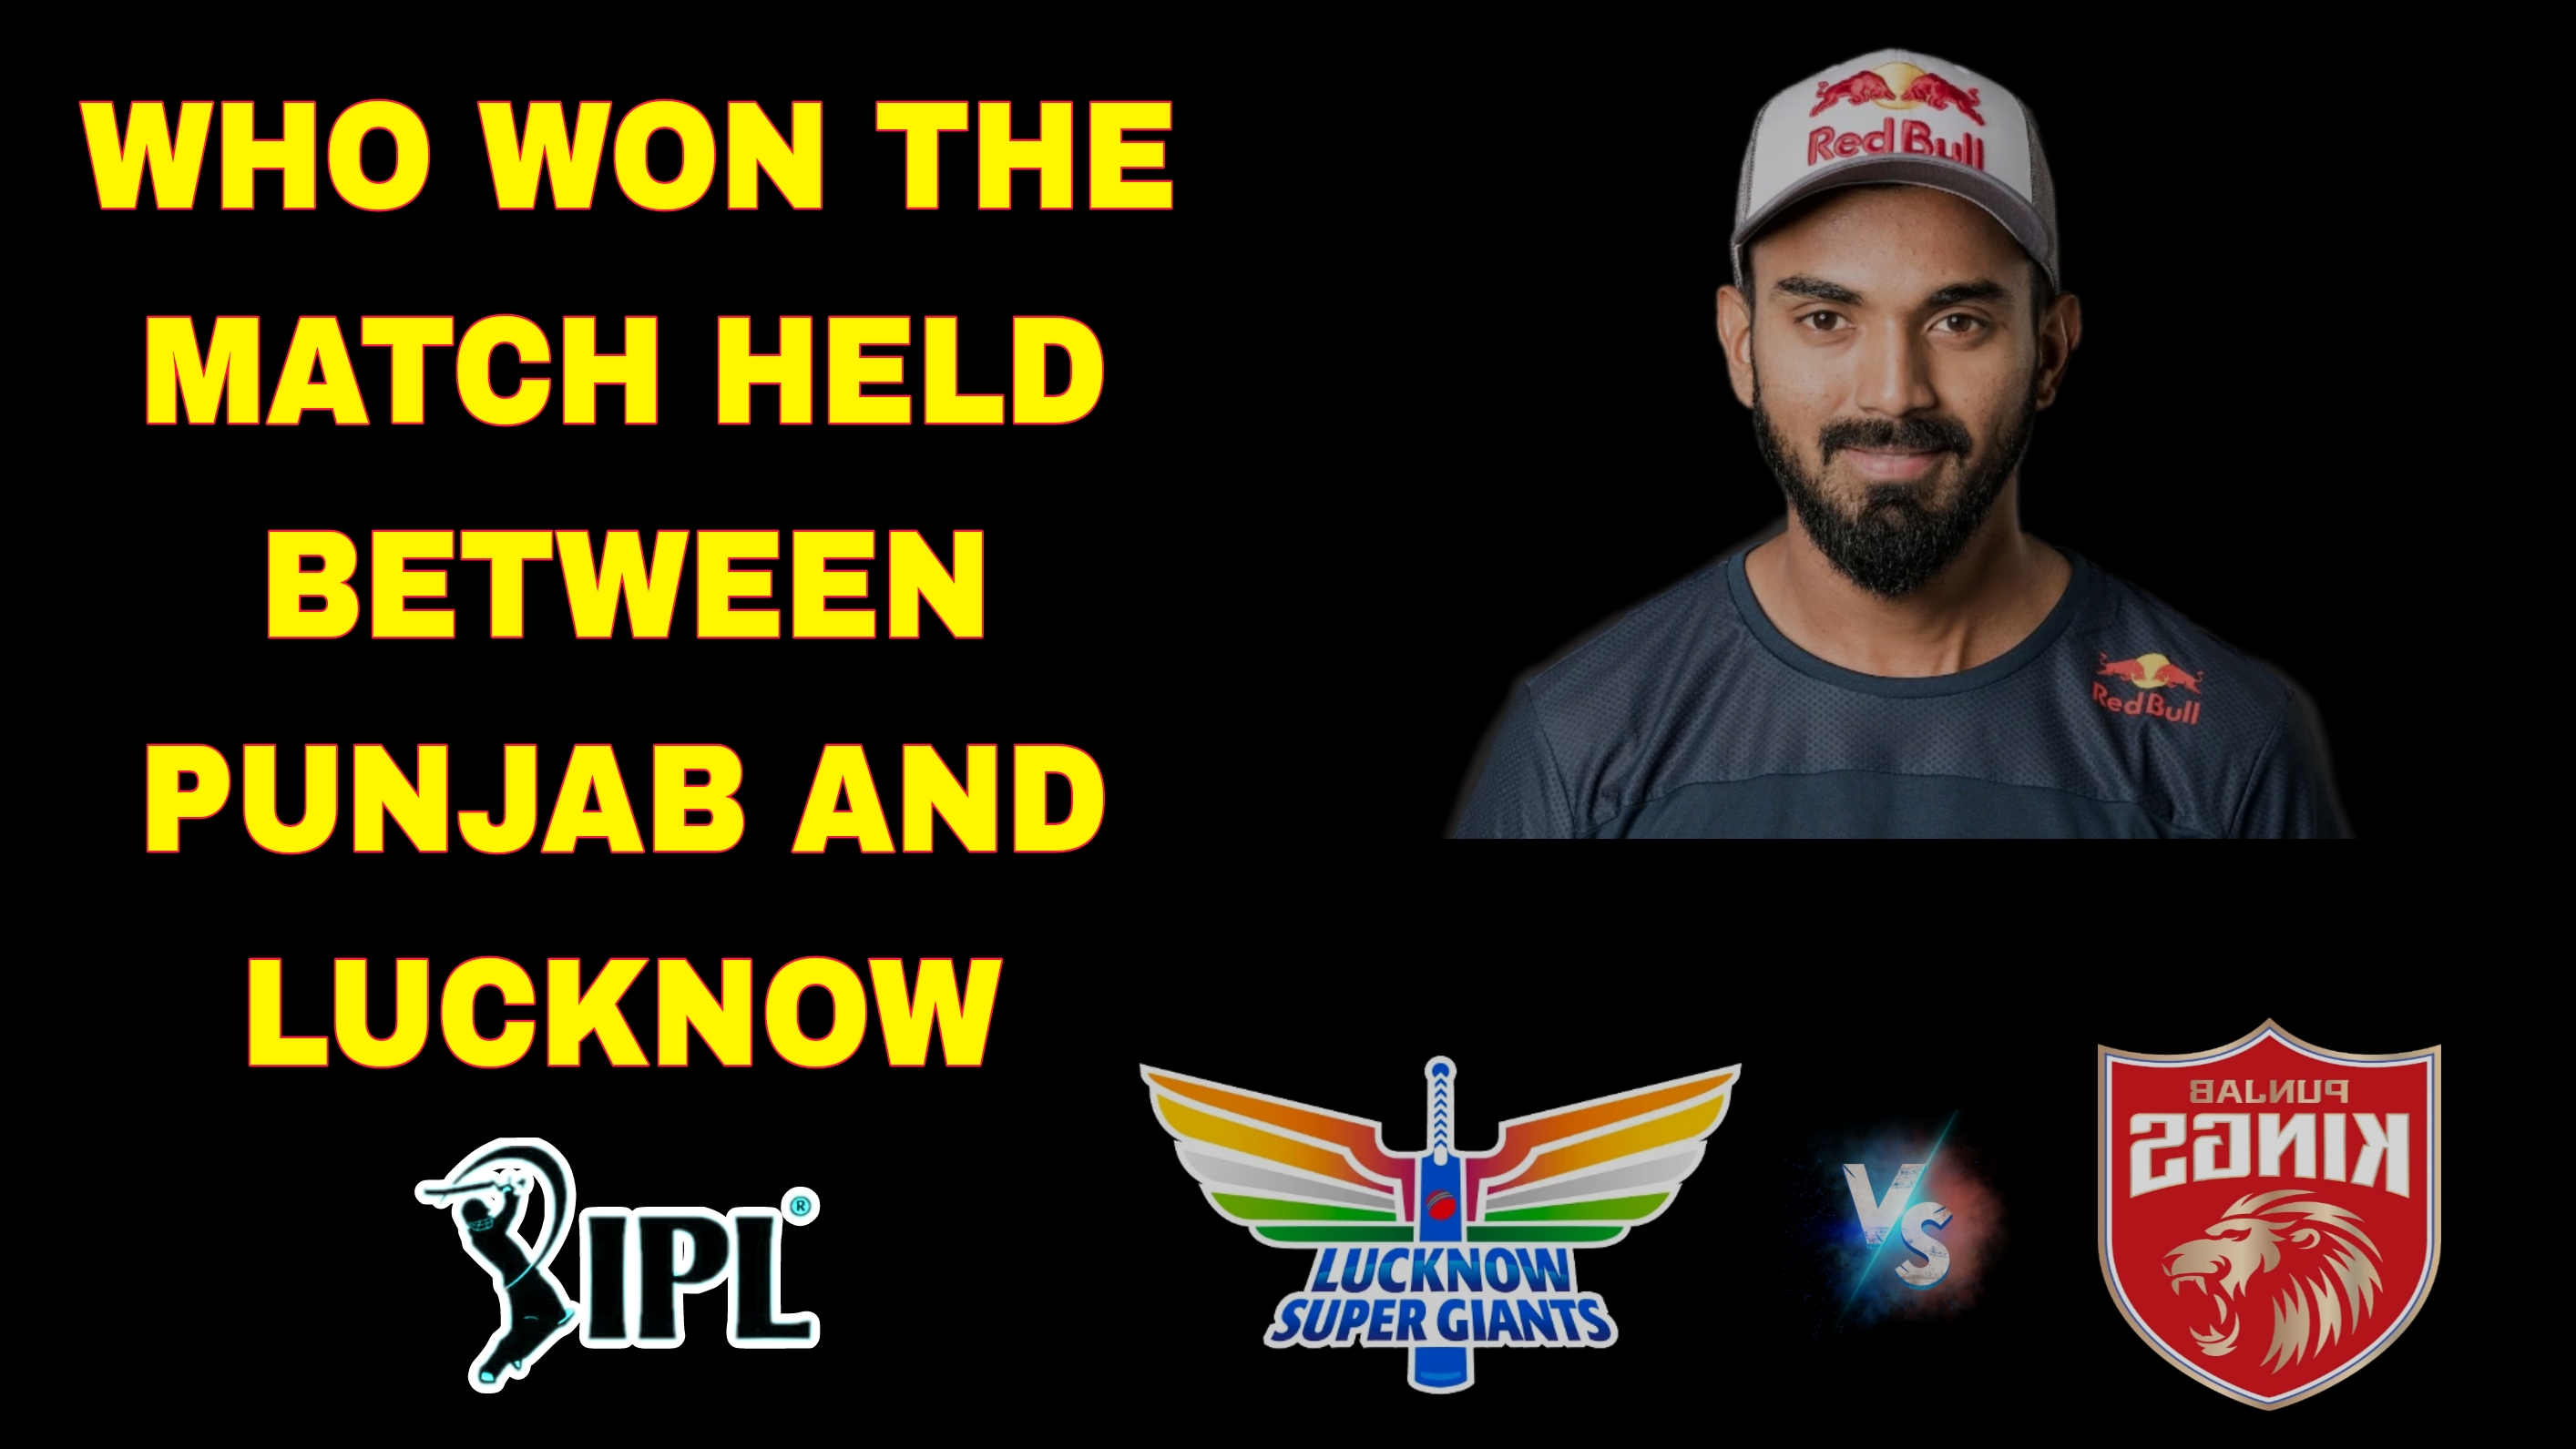 WHO WON THE
MATCH HELD
BETWEEN
PUNJAB AND
LUCKNOW
Red Bull
Red Bull
IPL®
LUCKNOW
SUPER GIANTS
VS
PUNJAB
KINGS